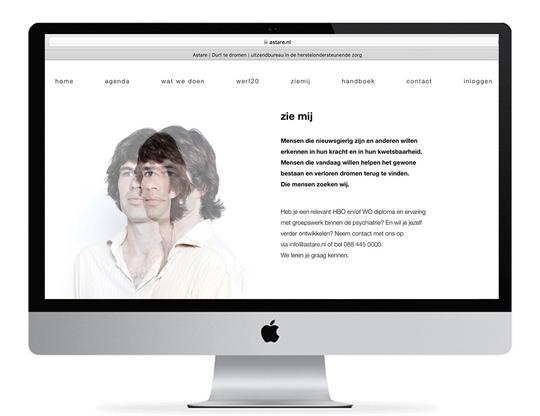 astare.nl
Astare | Durf te dromen | uitzendbureau in de herstelondersteunende zorg
home agenda wat we doen werf20 ziemij handboek contact inloggen
zie mij
Mensen die nieuwsgierig zijn en anderen willen
erkennen in hun kracht en in hun kwetsbaarheid.
Mensen die vandaag willen helpen het gewone
bestaan en verloren dromen terug te vinden.
Die mensen zoeken wij.
Heb je een relevant HBO en/of WO diploma en ervaring
met groepswerk binnen de psychiatrie? En wil je jezelf
verder ontwikkelen? Neem contact met ons op
via info@astare.nl of bel 088 445 0000.
We leren je graag kennen.